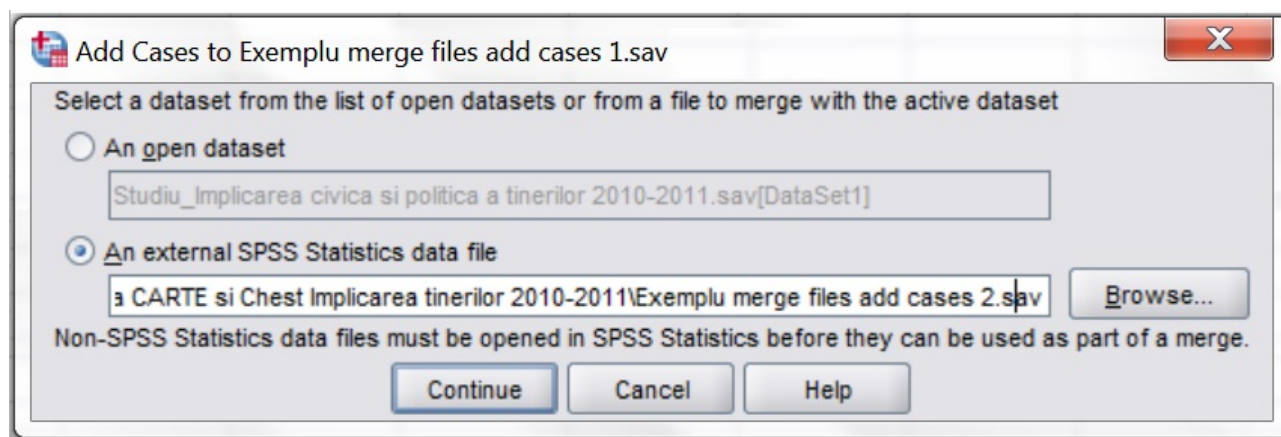 Add Cases to Exemplu merge files add cases 1.sav
Select a dataset from the list of open datasets or from a file to merge with the active dataset
An open dataset
Studiu_Implicarea civica si politica a tinerilor 2010-2011.sav[DataSet1]
An external SPSS Statistics data file
a CARTE si Chest Implicarea tinerilor 2010-2011\Exemplu merge files add cases 2.sav
Browse...
Non-SPSS Statistics data files must be opened in SPSS Statistics before they can be used as part of a merge.
Continue Cancel Help